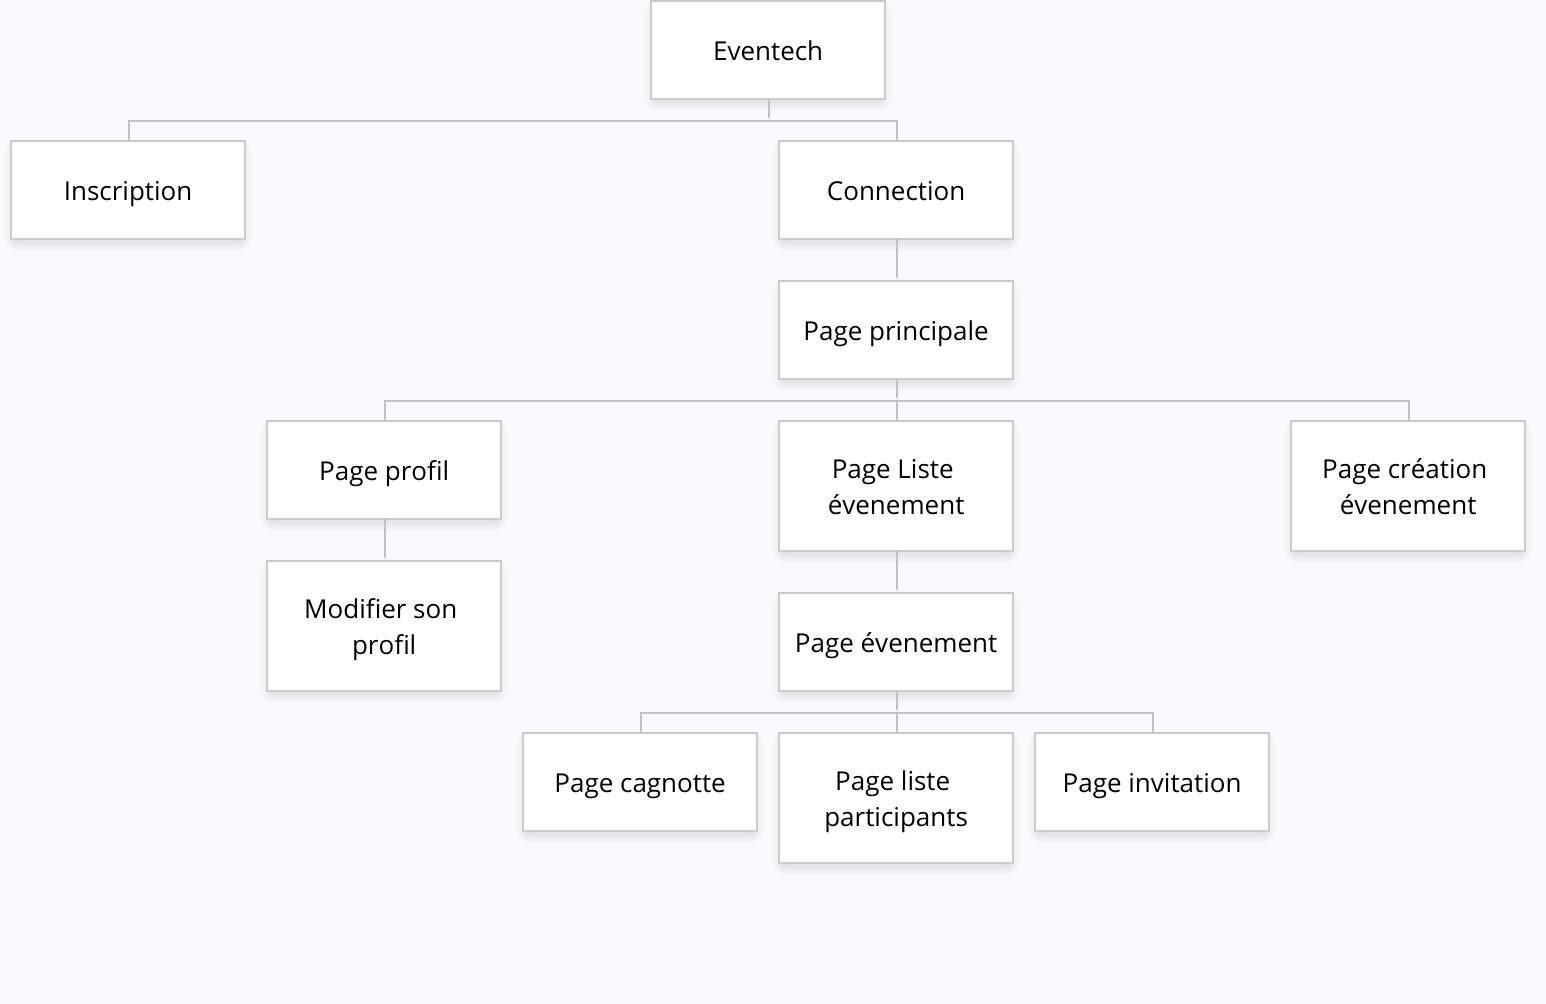 Eventech
Inscription
Connection
Page principale
Page profil
Page Liste
évenement
Page création
évenement
Modifier son
profil
Page évenement
Page cagnotte
Page liste
participants
Page invitation